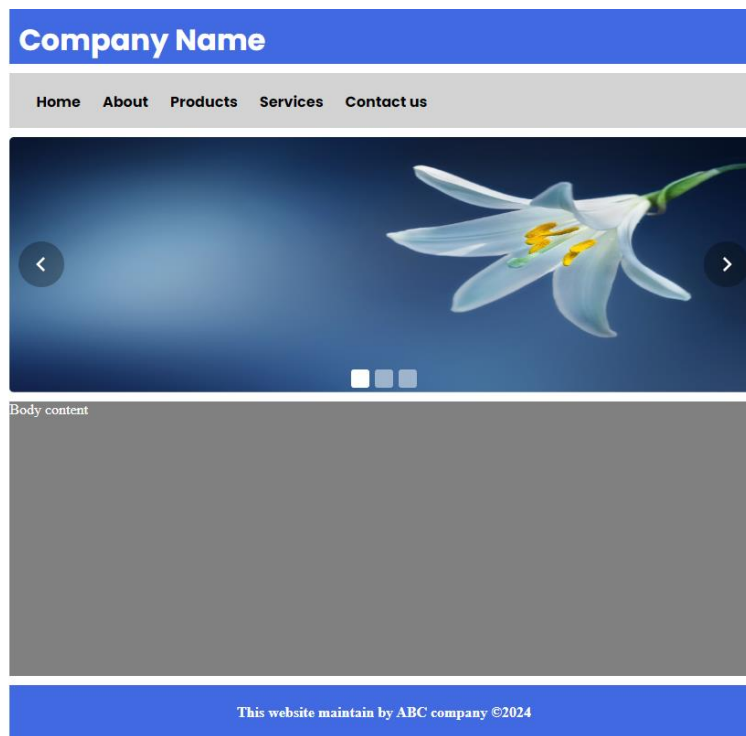 Company Name
Home About Products Services Contact us
Body content
This website maintain by ABC company ©2024